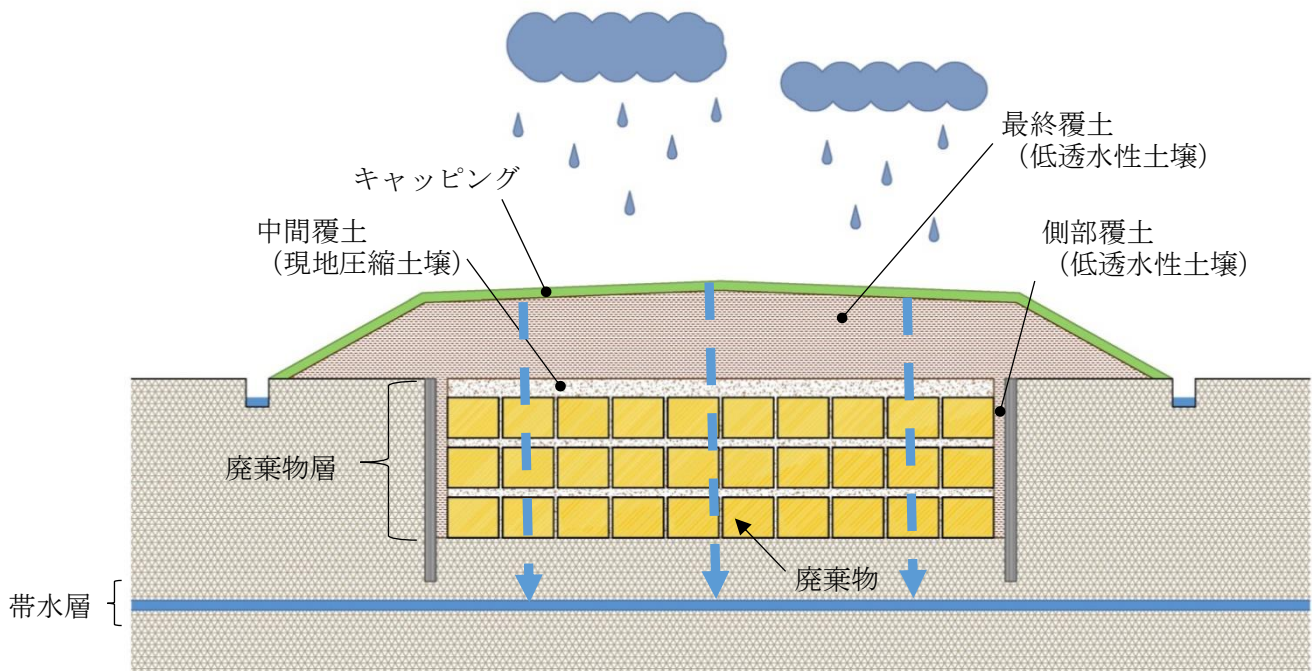 最終覆土
（低透水性土壌）
キャッピング
中間覆土
（現地圧縮土壌）
側部覆土
（低透水性土壌）
廃棄物層
廃棄物
帯水層